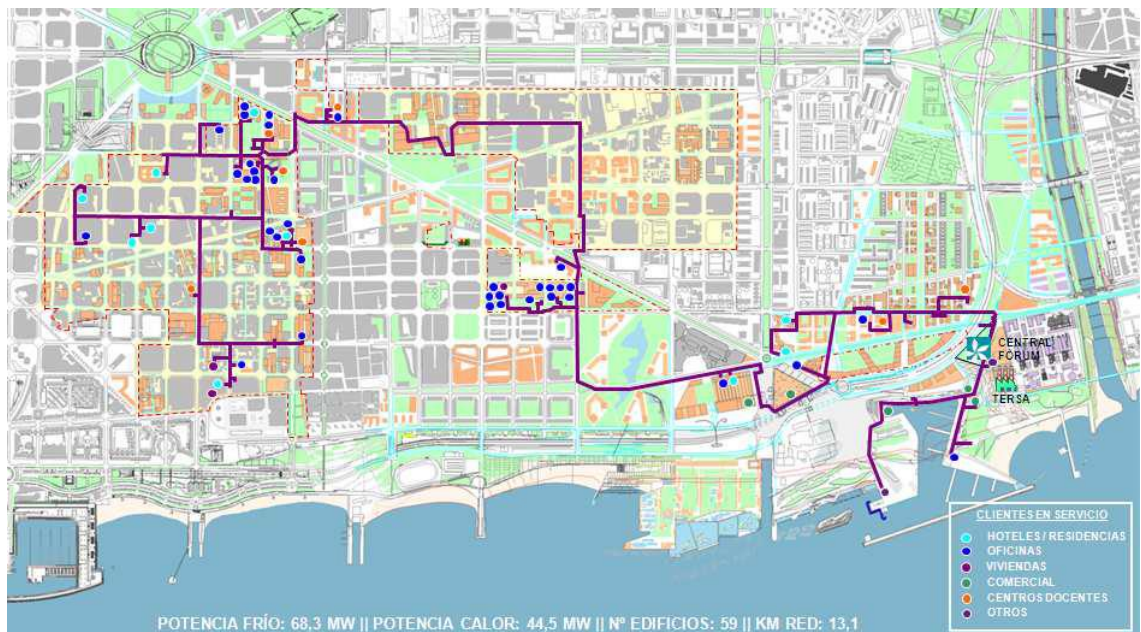 CENTRAL
FÒRUM
TERSA
CLIENTES EN SERVICIO
HOTELES / RESIDENCIAS
OFICINAS
VIVIENDAS
COMERCIAL
CENTROS DOCENTES
OTROS
POTENCIA FRÍO: 68,3 MW || POTENCIA CALOR: 44,5 MW || Nº EDIFICIOS: 59 || KM RED: 13,1